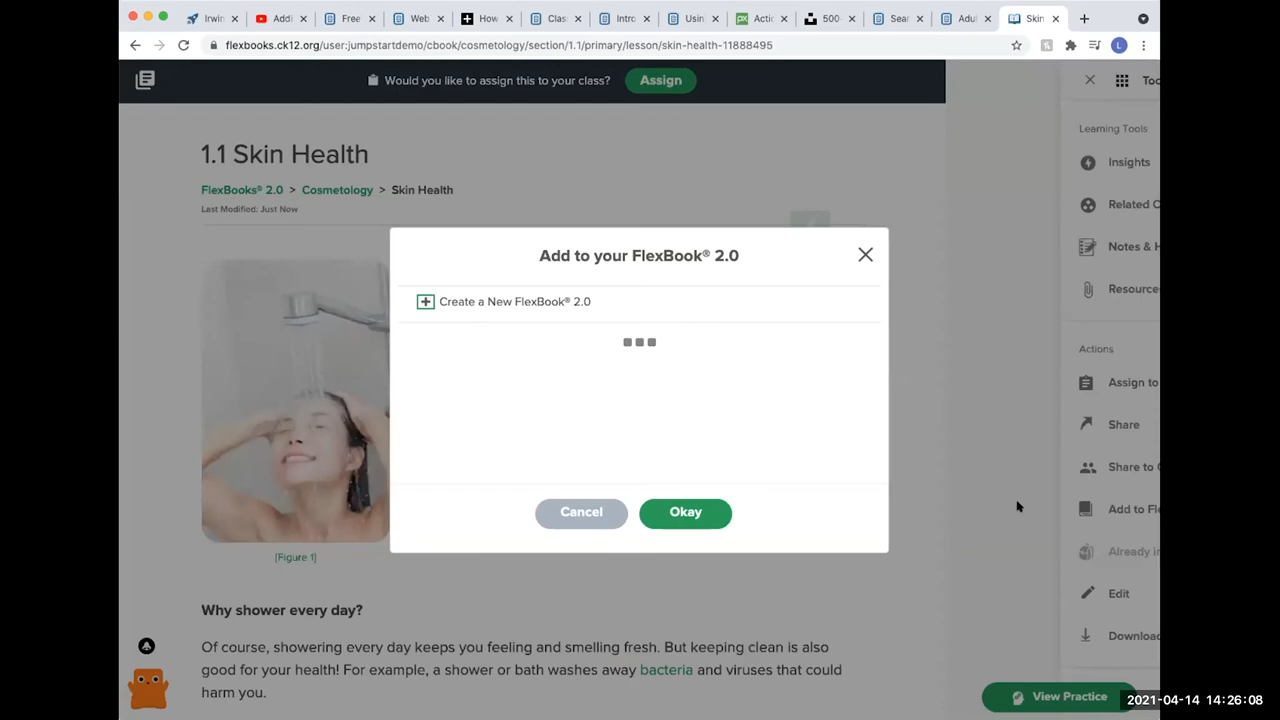 Irwin
Addi
Free
Web
How
Clas
Intro
Usin
Actic
500-
Sear
Adul
Skin
flexbooks.ck12.org/user:jumpstartdemo/cbook/cosmetology/section/1.1/primary/lesson/skin-health-11888495
L
Would you like to assign this to your class?
Assign
Too
1.1 Skin Health
FlexBooks® 2.0 > Cosmetology > Skin Health
Last Modified: Just Now
Learning Tools
Insights
Related C
Notes & H
Resources
Add to your FlexBook® 2.0
Create a New FlexBook® 2.0
Cancel
Okay
Actions
Assign to
Share
Share to C
Add to Fle
Already in
Edit
Download
[Figure 1]
Why shower every day?
Of course, showering every day keeps you feeling and smelling fresh. But keeping clean is also
good for your health! For example, a shower or bath washes away bacteria and viruses that could
harm you.
View Practice
2021-04-14 14:26:08